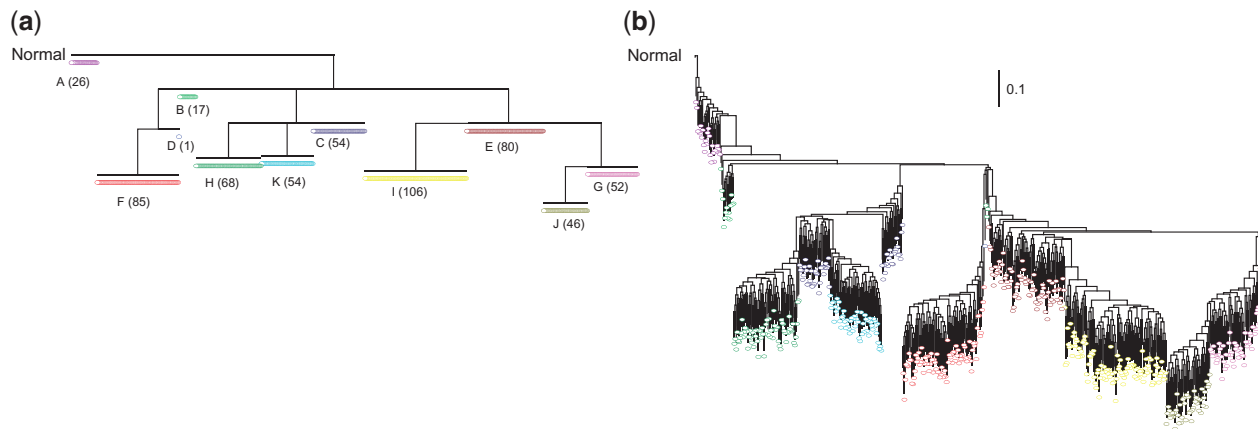 (a)
Normal
A (26)
B (17)
D (1)
C (54)
E (80)
H (68)
K (54)
I (106)
G (52)
F (85)
J (46)
(b)
Normal
0.1